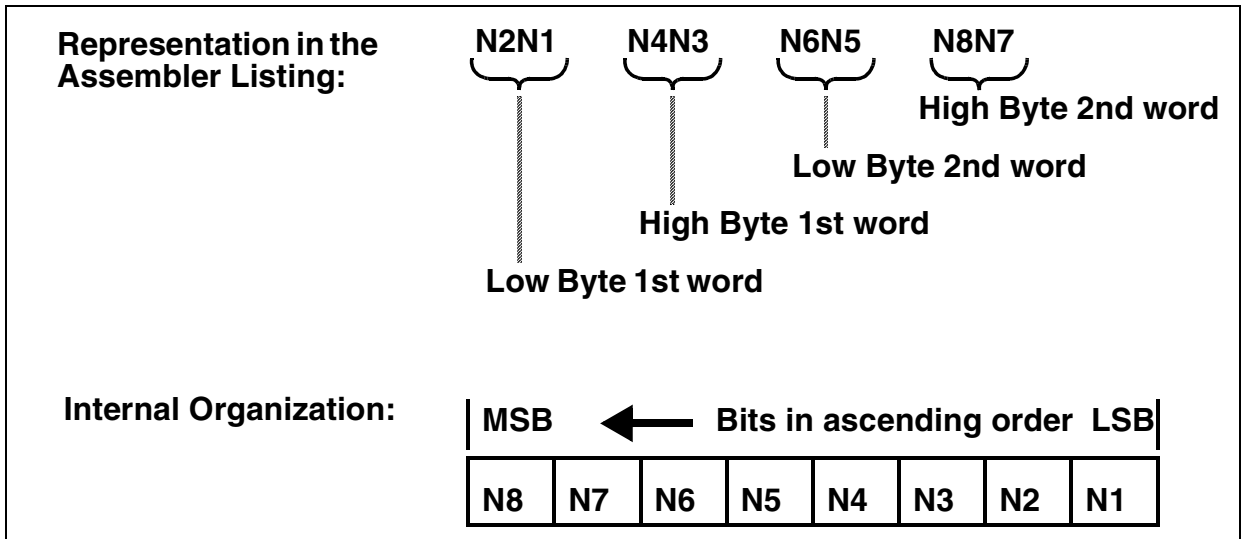 Representation in the
Assembler Listing:
N2N1 N4N3 N6N5 N8N7
High Byte 2nd word
Low Byte 2nd word
High Byte 1st word
Low Byte 1st word
Internal Organization:
MSB Bits in ascending order LSB
N8 N7 N6 N5 N4 N3 N2 N1